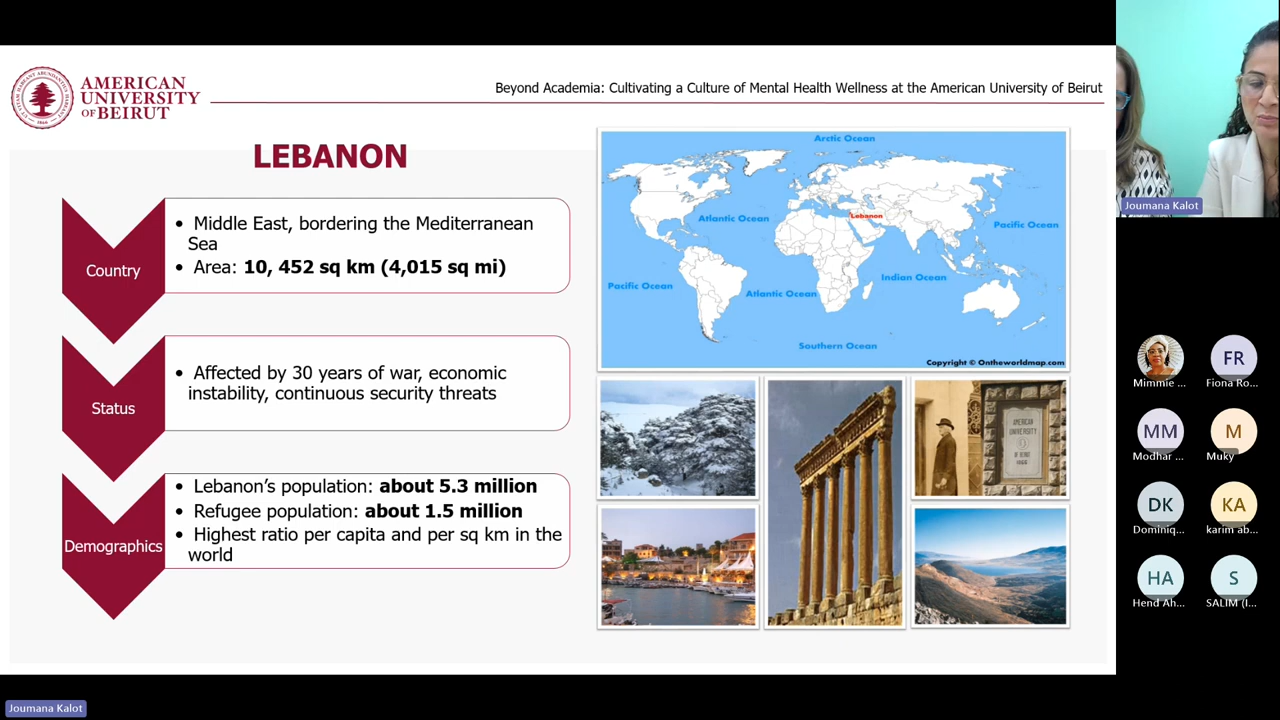 AMERICAN
UNIVERSITY
OF BEIRUT
Beyond Academia: Cultivating a Culture of Mental Health Wellness at the American University of Beirut
LEBANON
Country
• Middle East, bordering the Mediterranean
Sea
• Area: 10, 452 sq km (4,015 sq mi)
Status
• Affected by 30 years of war, economic
instability, continuous security threats
Demographics
• Lebanon's population: about 5.3 million
• Refugee population: about 1.5 million
• Highest ratio per capita and per sq km in the
world
Arctic Ocean
Atlantic Ocean
Lebanon
Pacific Ocean
Pacific Ocean
Atlantic Ocean
Indian Ocean
Southern Ocean
Copyright © Ontheworldmap.com
AMERICAN
UNIVERSITY
OF BEIRUT
Joumana Kalot
Mimmie ...
FR
Fiona Ro...
MM
Modhar ...
M
Muky
DK
Dominiq...
KA
karim ab...
HA
Hend Ah...
S
SALIM (I...
Joumana Kalot